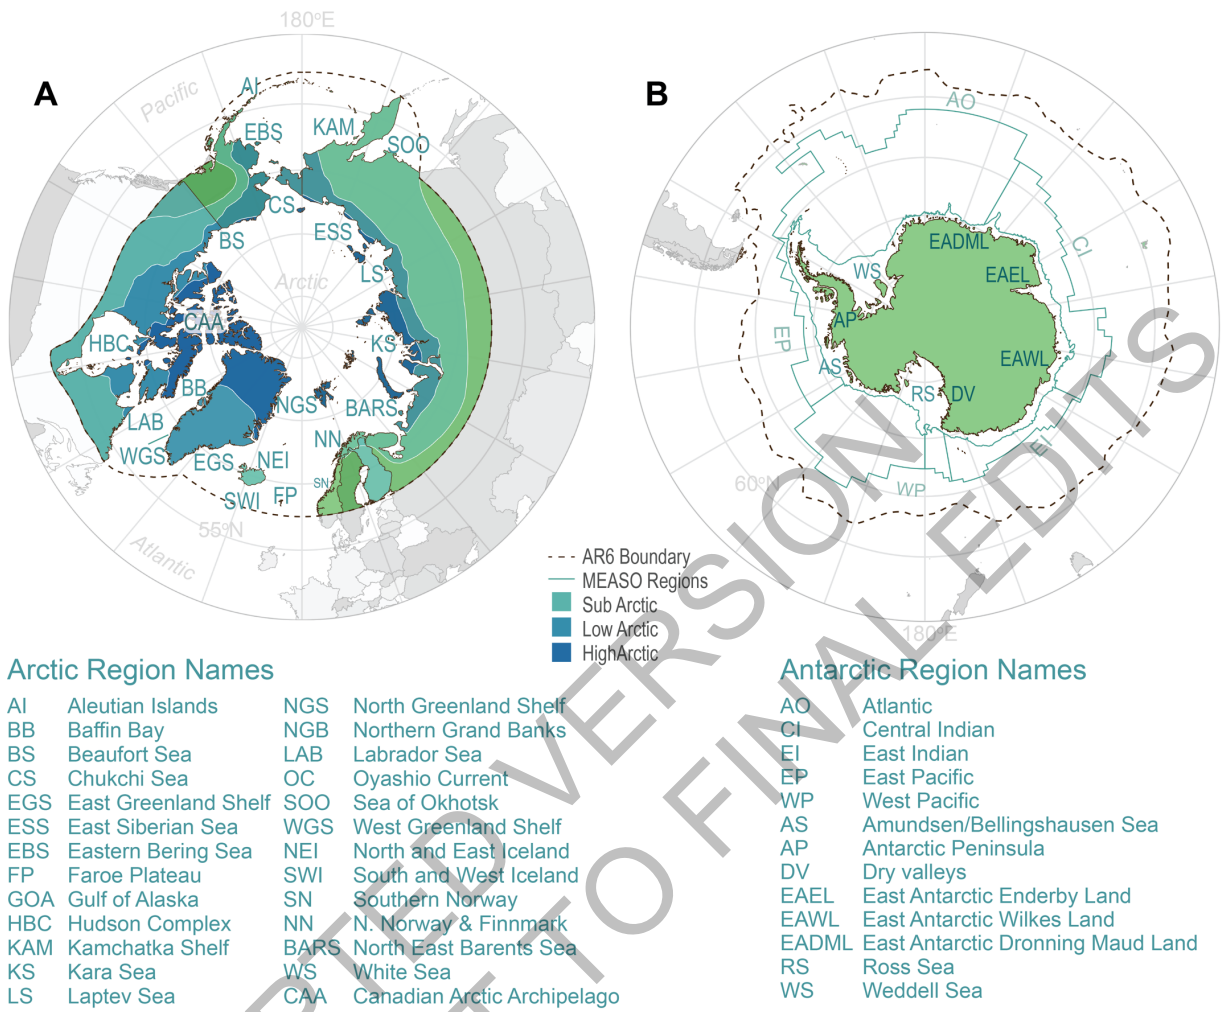 180ºE
A
Pacific
AI
EBS
KAM
SOO
CS
BS
ESS
Arctic
LS
CAA
HBC
KS
BB
NGS
BARS
LAB
NN
WGS
EGS
NEI
SN
SWI
FP
55ºN
Atlantic
B
AO
EADML
CI
WS
EAEL
AP
EP
EAWL
AS
RS
DV
EI
60ºN
WP
180ºE
AR6 Boundary
MEASO Regions
Sub Arctic
Low Arctic
HighArctic
Arctic Region Names
AI Aleutian Islands
BB Baffin Bay
BS Beaufort Sea
CS Chukchi Sea
EGS East Greenland Shelf
ESS East Siberian Sea
EBS Eastern Bering Sea
FP Faroe Plateau
GOA Gulf of Alaska
HBC Hudson Complex
KAM Kamchatka Shelf
KS Kara Sea
LS Laptev Sea
NGS North Greenland Shelf
NGB Northern Grand Banks
LAB Labrador Sea
OC Oyashio Current
SOO Sea of Okhotsk
WGS West Greenland Shelf
NEI North and East Iceland
SWI South and West Iceland
SN Southern Norway
NN N. Norway & Finnmark
BARS North East Barents Sea
WS White Sea
CAA Canadian Arctic Archipelago
Antarctic Region Names
AO Atlantic
CI Central Indian
EI East Indian
EP East Pacific
WP West Pacific
AS Amundsen/Bellingshausen Sea
AP Antarctic Peninsula
DV Dry valleys
EAEL East Antarctic Enderby Land
EAWL East Antarctic Wilkes Land
EADML East Antarctic Dronning Maud Land
RS Ross Sea
WS Weddell Sea
PTED VERSION
T TO FINAL EDITS